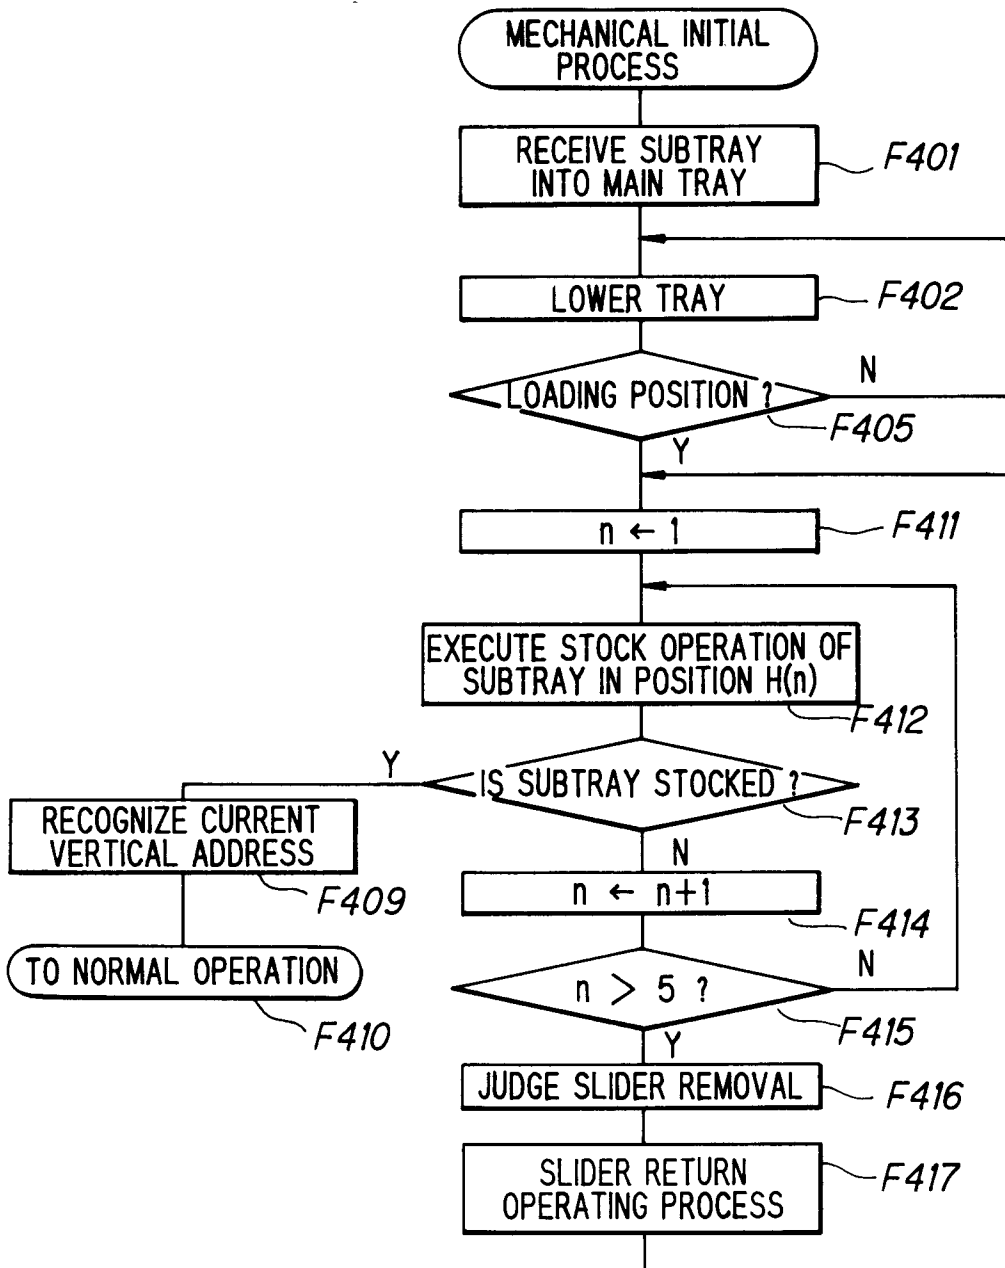 MECHANICAL INITIAL
PROCESS
RECEIVE SUBTRAY
INTO MAIN TRAY
F401
LOWER TRAY
F402
LOADING POSITION ?
N
F405
Y
n ← 1
F411
EXECUTE STOCK OPERATION OF
SUBTRAY IN POSITION H(n)
F412
Y
IS SUBTRAY STOCKED ?
F413
RECOGNIZE CURRENT
VERTICAL ADDRESS
F409
N
n ← n+1
F414
TO NORMAL OPERATION
F410
n > 5 ?
N
F415
Y
JUDGE SLIDER REMOVAL
F416
SLIDER RETURN
OPERATING PROCESS
F417